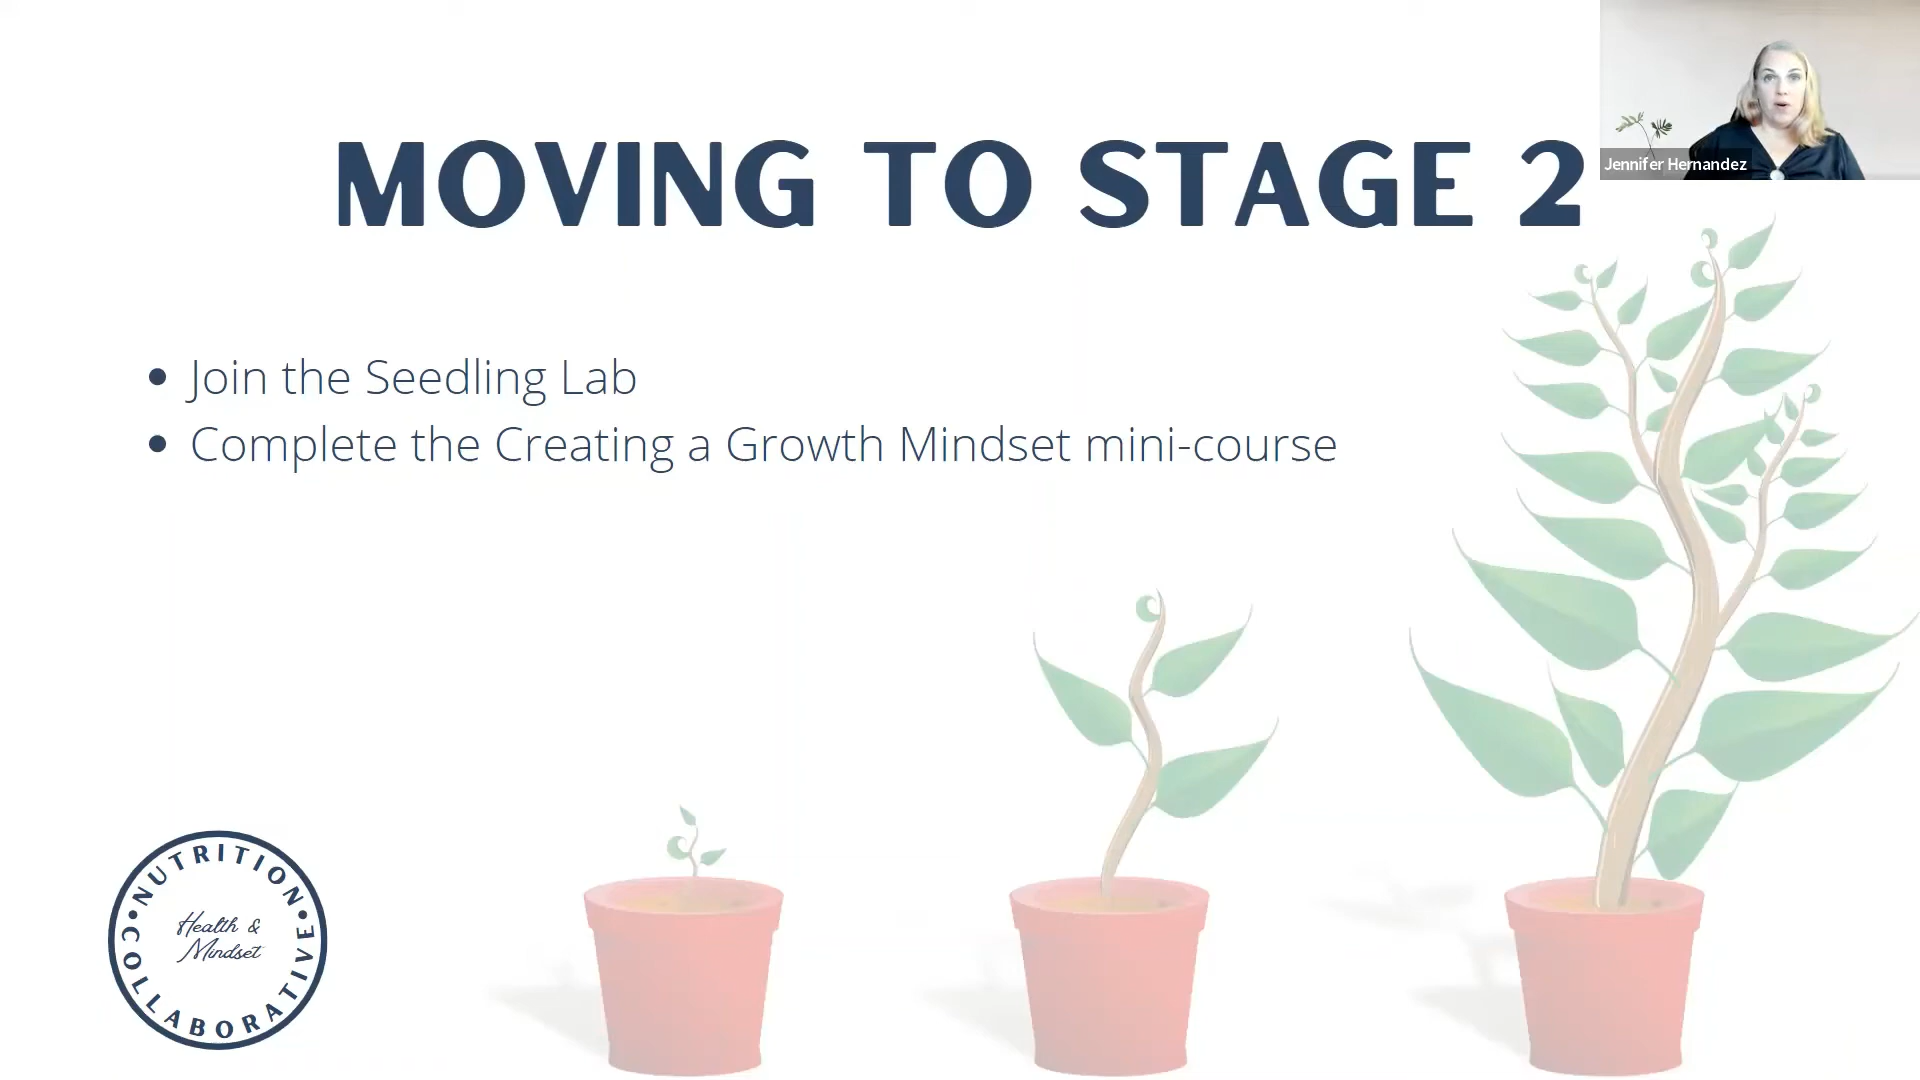 MOVING TO STAGE 2
Jennifer Hernandez
Join the Seedling Lab
Complete the Creating a Growth Mindset mini-course
NUTRITION
Health &
Mindset
COLLABORATIVE